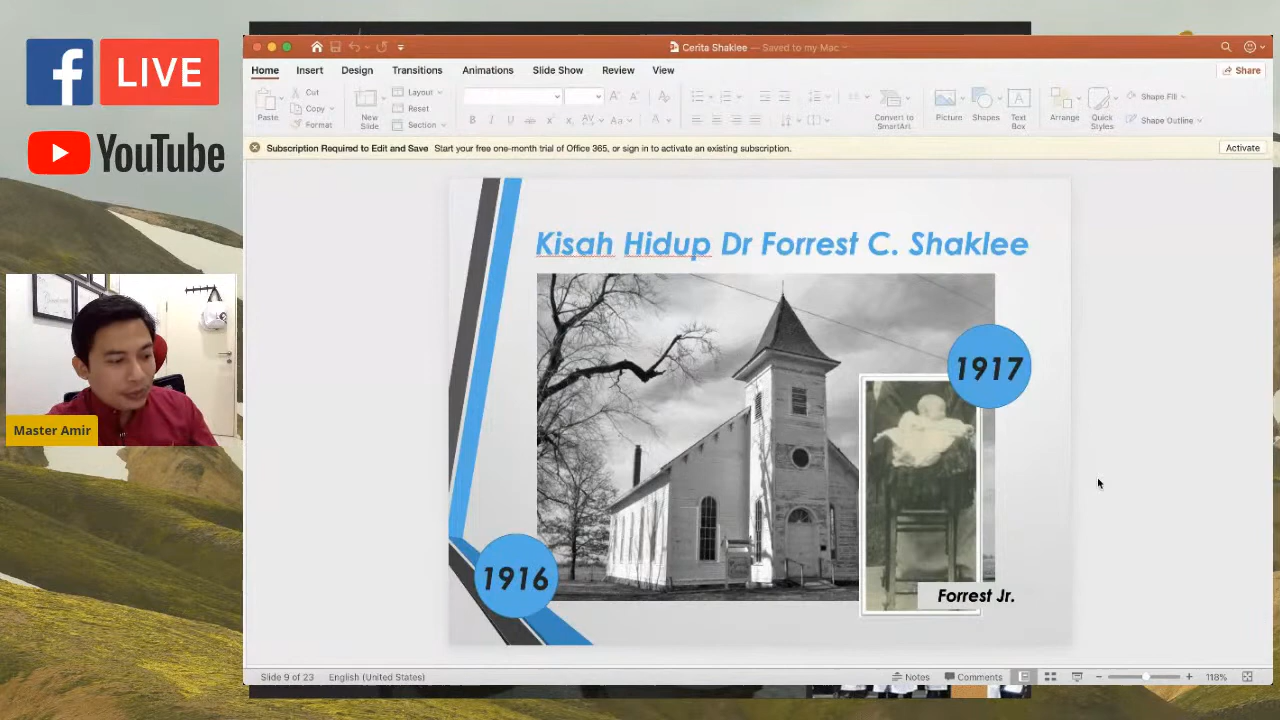 LIVE
YouTube
Master Amir
Cerita Shaklee — Saved to my Mac
Home Insert Design Transitions Animations Slide Show Review View
Share
Paste
Cut
Copy
Format
New Slide
Layout
Reset
Section
Convert to SmartArt
Picture
Shapes
Text Box
Arrange
Quick Styles
Shape Fill
Shape Outline
Subscription Required to Edit and Save Start your free one-month trial of Office 365, or sign in to activate an existing subscription.
Activate
Kisah Hidup Dr Forrest C. Shaklee
1917
1916
Forrest Jr.
Slide 9 of 23 English (United States)
Notes Comments
118%